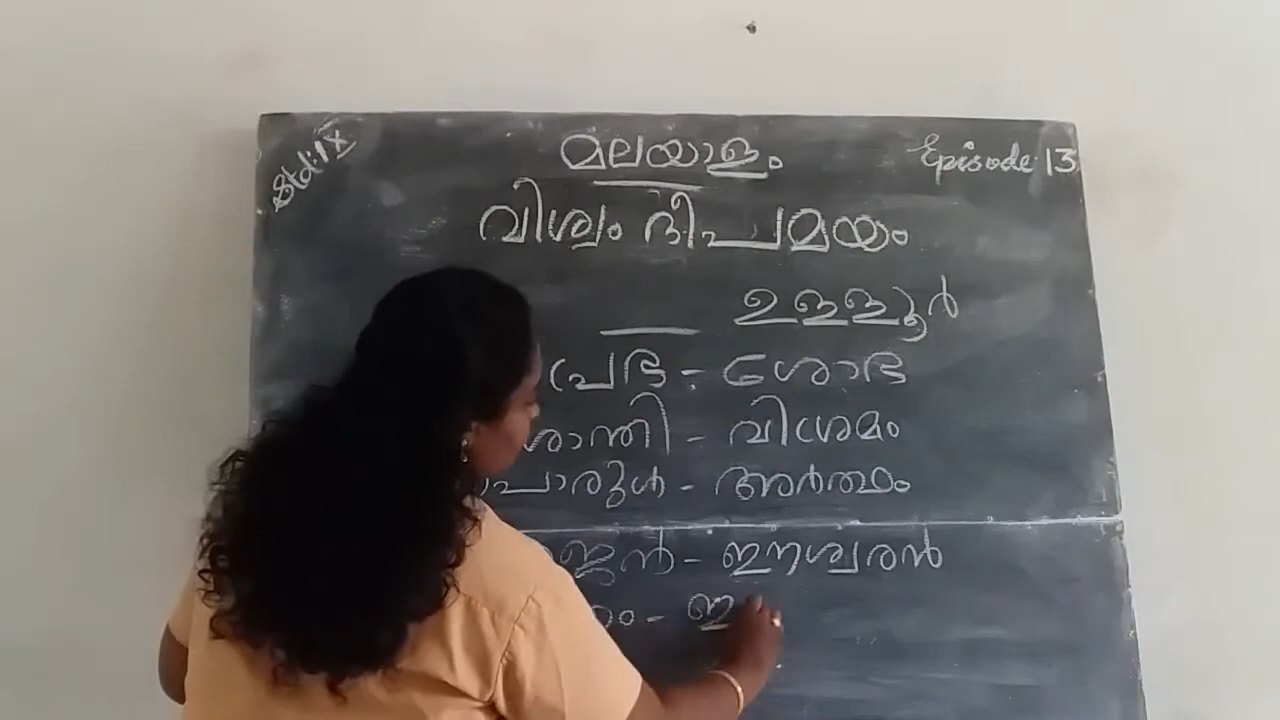 Std: IX
മലയാളം
Episode 13
വിശ്വം ദീപമയം
ഉള്ളൂർ
പ്രഭ - ശോഭ
ശാന്തി - വിശ്രമം
പൊരുൾ - അർത്ഥം
- ഈശ്വരൻ